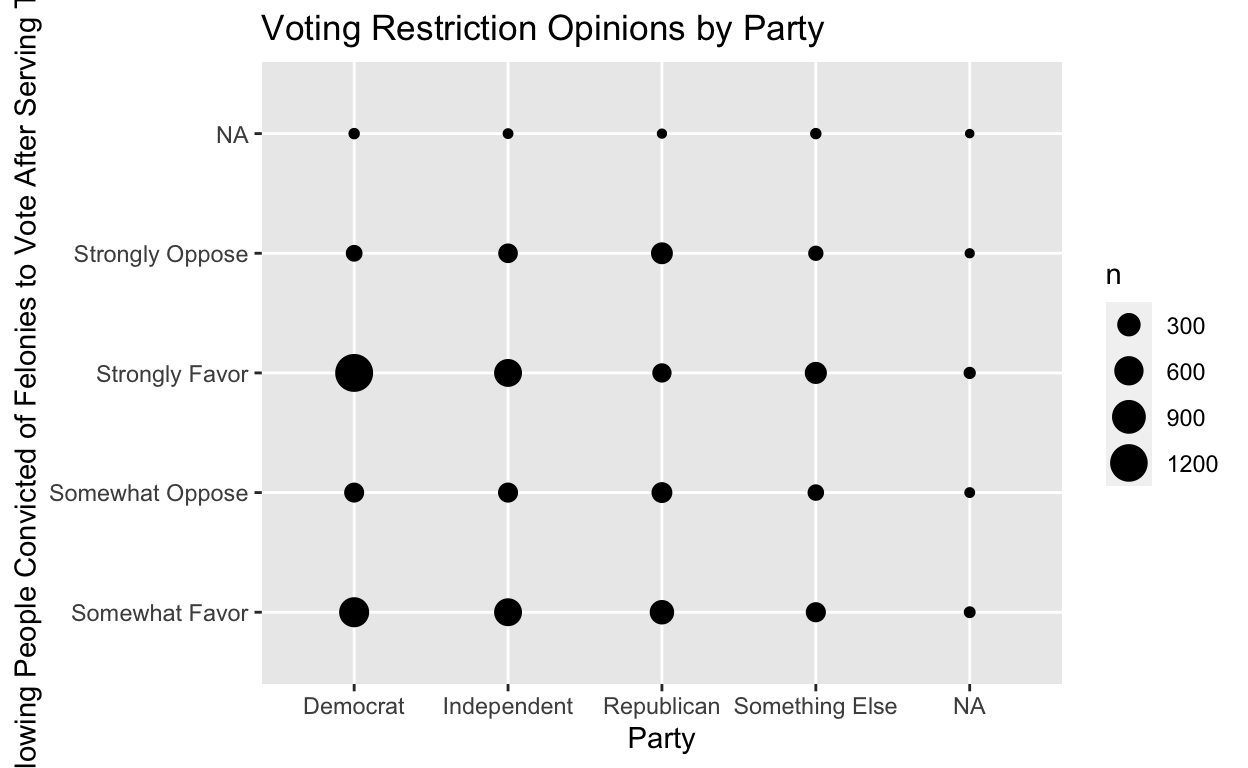 Voting Restriction Opinions by Party
lowing People Convicted of Felonies to Vote After Serving
NA
Strongly Oppose
Strongly Favor
Somewhat Oppose
Somewhat Favor
Democrat Independent Republican Something Else NA
Party
n
300
600
900
1200